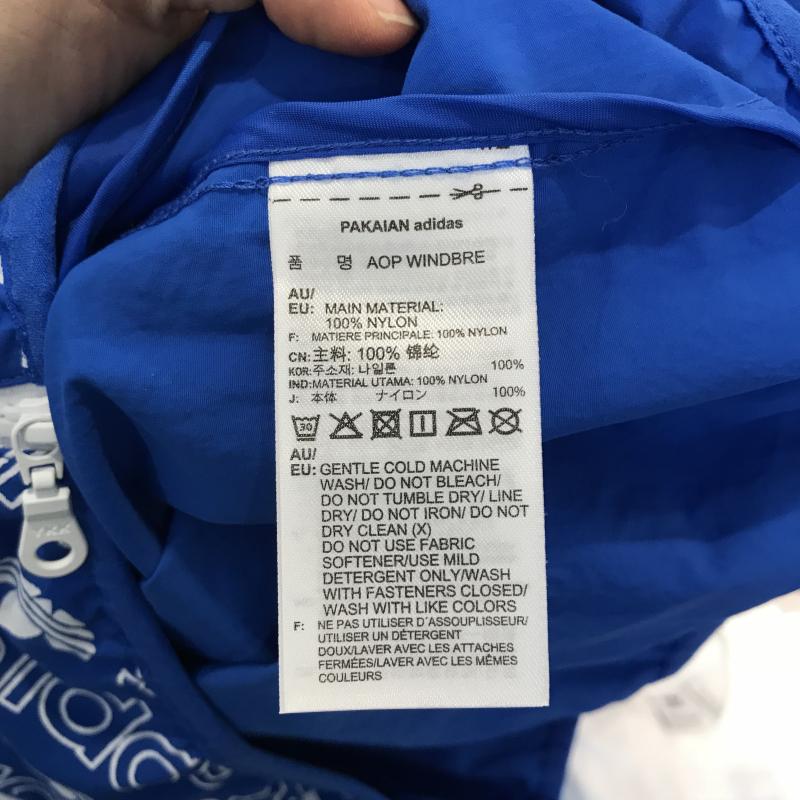 PAKAIAN adidas
품 명 AOP WINDBRE
AU/
EU: MAIN MATERIAL:
100% NYLON
F: MATIERE PRINCIPALE: 100% NYLON
CN:主料: 100% 锦纶
KOR:주소재: 나일론 100%
IND:MATERIAL UTAMA: 100% NYLON
J: 本体 ナイロン 100%
30
AU/
EU: GENTLE COLD MACHINE
WASH/ DO NOT BLEACH/
DO NOT TUMBLE DRY/ LINE
DRY/ DO NOT IRON/ DO NOT
DRY CLEAN (X)
DO NOT USE FABRIC
SOFTENER/USE MILD
DETERGENT ONLY/WASH
WITH FASTENERS CLOSED/
WASH WITH LIKE COLORS
F: NE PAS UTILISER D´ASSOUPLISSEUR/
UTILISER UN DÉTERGENT
DOUX/LAVER AVEC LES ATTACHES
FERMÉES/LAVER AVEC LES MÊMES
COULEURS
YKK